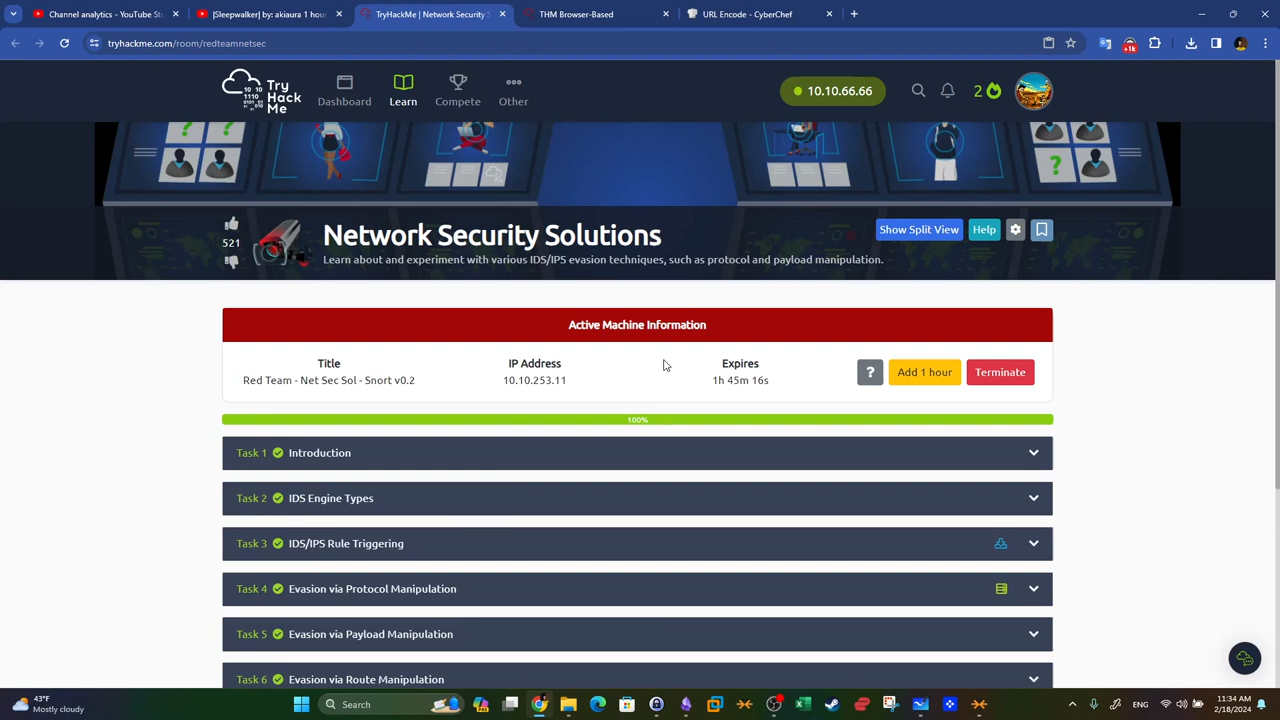 Channel analytics - YouTube Stu
|Sleepwalker| by: akiaura 1 hour
TryHackMe | Network Security S
THM Browser-Based
URL Encode - CyberChef
tryhackme.com/room/redteamnetsec
+1k
Try
Hack
Me
Dashboard
Learn
Compete
Other
10.10.66.66
2
521
Network Security Solutions
Learn about and experiment with various IDS/IPS evasion techniques, such as protocol and payload manipulation.
Show Split View
Help
Active Machine Information
Title
IP Address
Expires
Red Team - Net Sec Sol - Snort v0.2
10.10.253.11
1h 45m 16s
?
Add 1 hour
Terminate
100%
Task 1 Introduction
Task 2 IDS Engine Types
Task 3 IDS/IPS Rule Triggering
Task 4 Evasion via Protocol Manipulation
Task 5 Evasion via Payload Manipulation
Task 6 Evasion via Route Manipulation
43°F
Mostly cloudy
Search
11:34 AM
2/18/2024